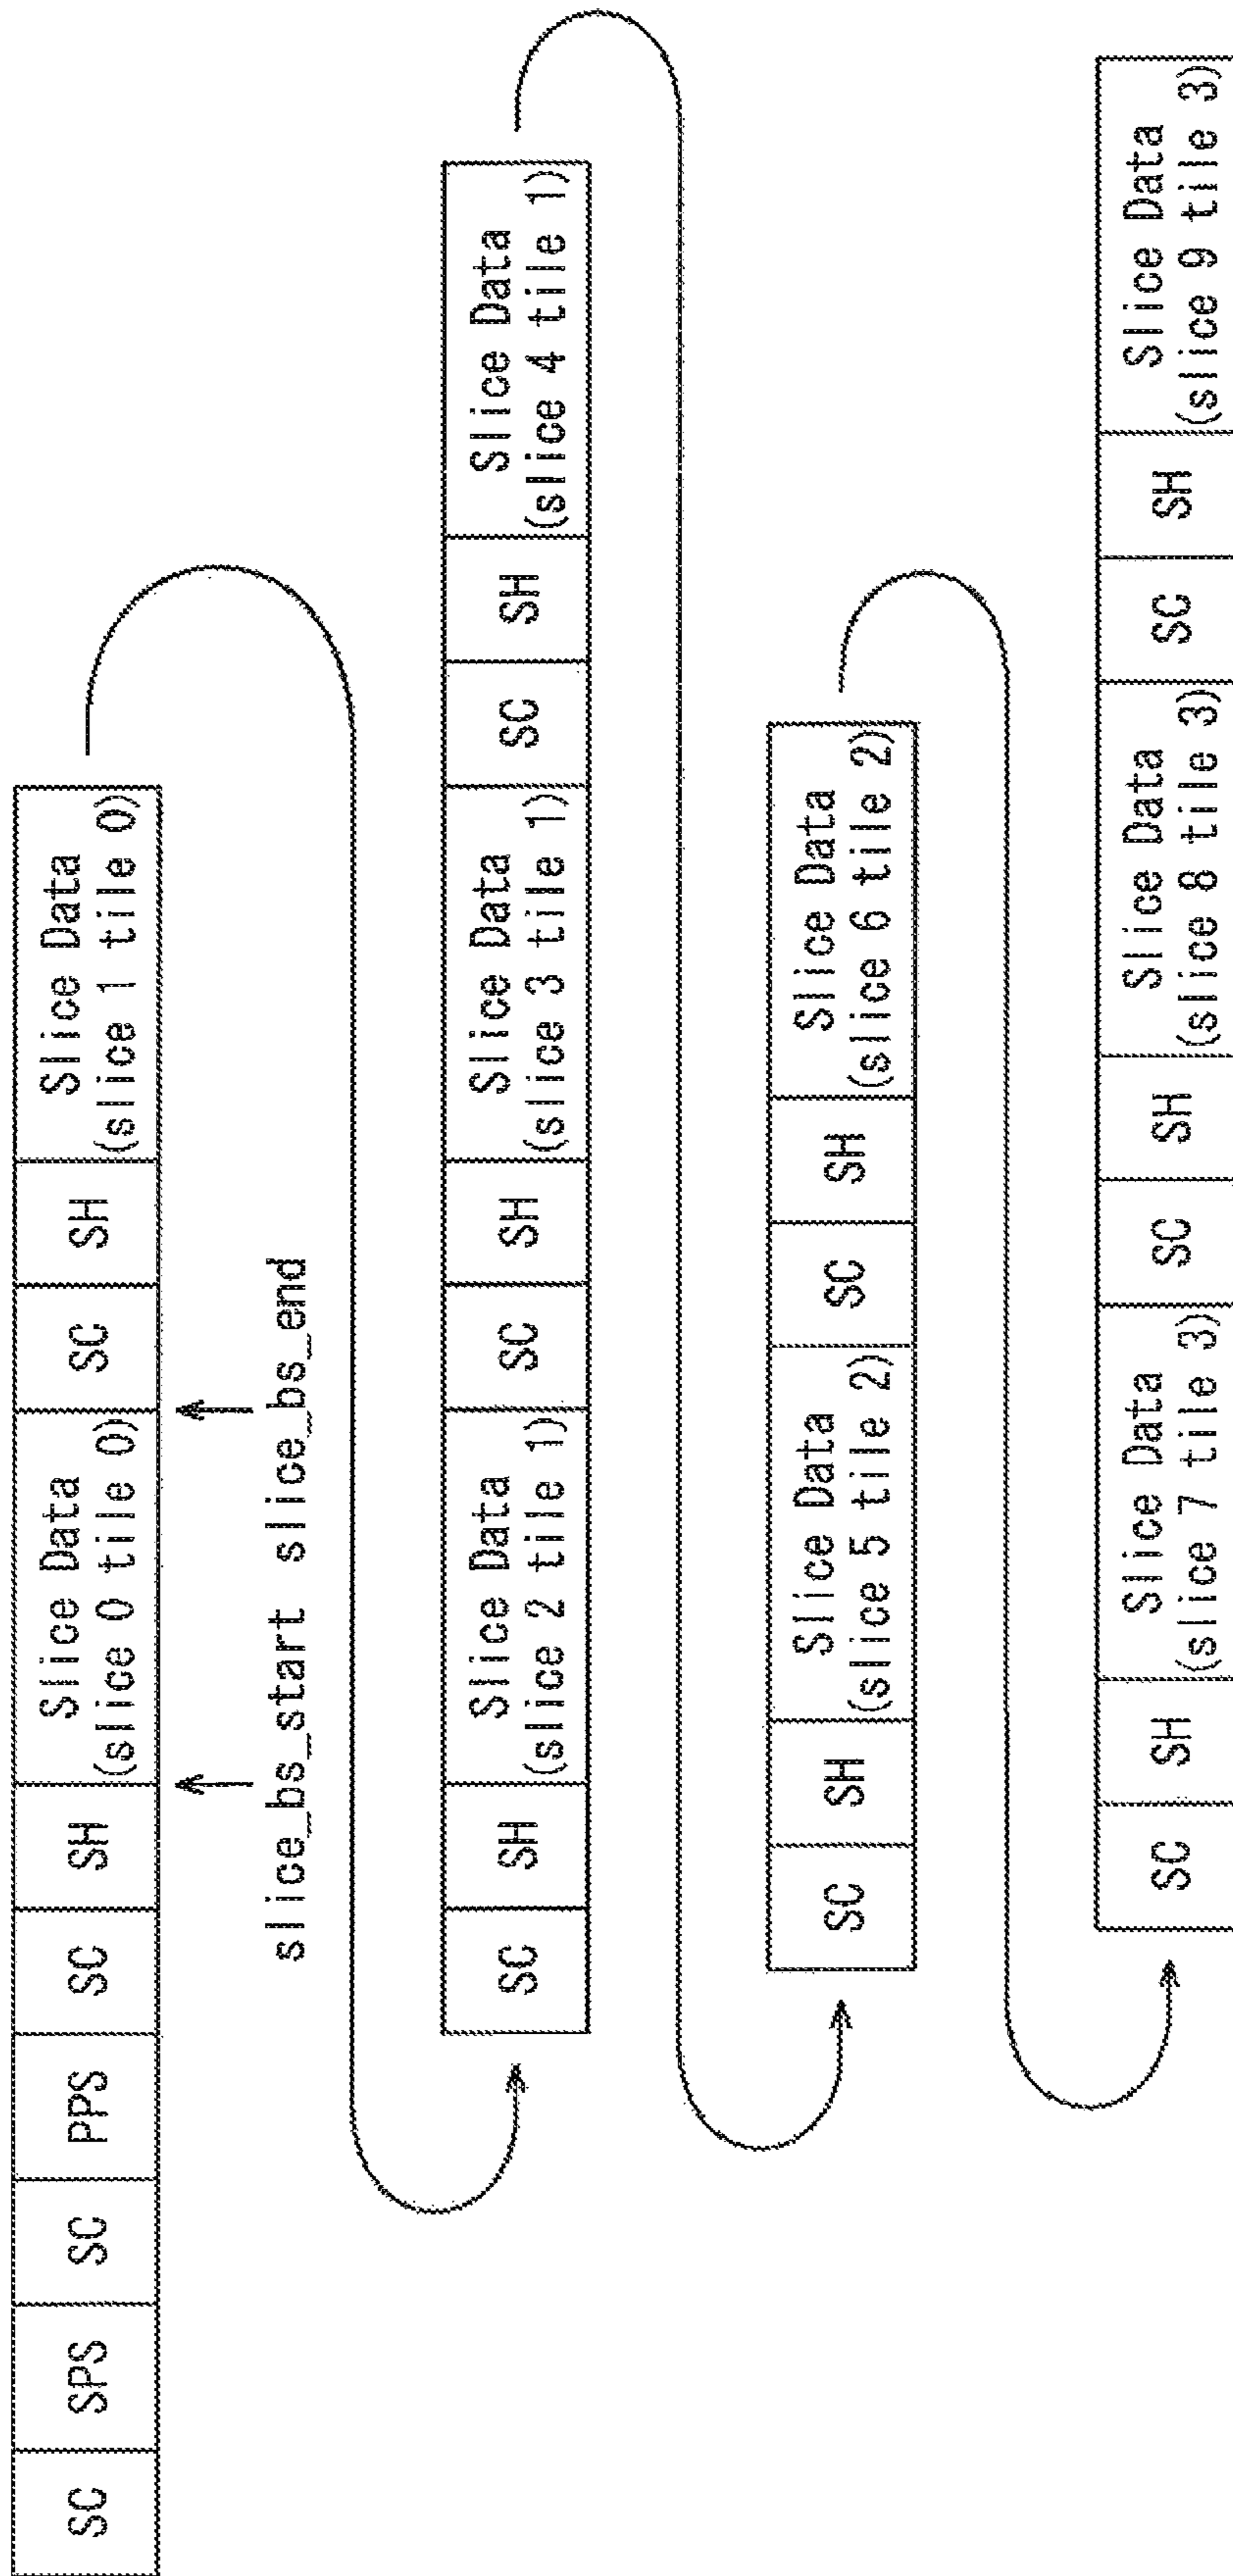 SC
SPS
SC
PPS
SC
SH
Slice Data
(slice 0 tile 0)
SC
SH
Slice Data
(slice 1 tile 0)
slice_bs_start slice_bs_end
SC
SH
Slice Data
(slice 2 tile 1)
SC
SH
Slice Data
(slice 3 tile 1)
SC
SH
Slice Data
(slice 4 tile 1)
SC
SH
Slice Data
(slice 5 tile 2)
SC
SH
Slice Data
(slice 6 tile 2)
SC
SH
Slice Data
(slice 7 tile 3)
SC
SH
Slice Data
(slice 8 tile 3)
SC
SH
Slice Data
(slice 9 tile 3)